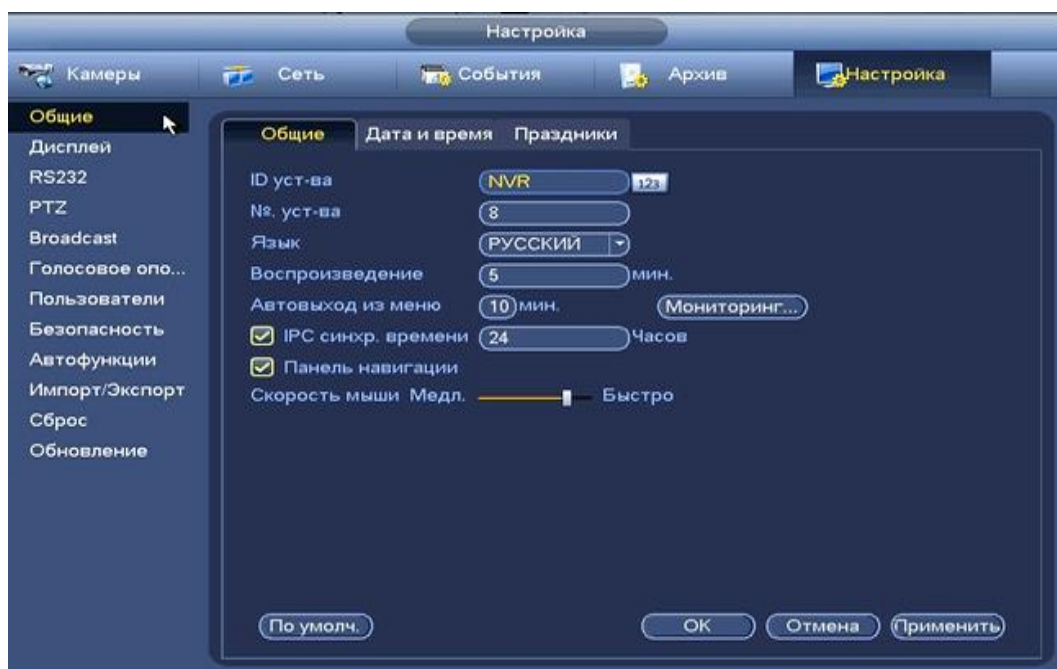 Настройка
Камеры Сеть События Архив Настройка
Общие
Дисплей
RS232
PTZ
Broadcast
Голосовое опо...
Пользователи
Безопасность
Автофункции
Импорт/Экспорт
Сброс
Обновление
Общие Дата и время Праздники
ID уст-ва NVR 123
№. уст-ва 8
Язык РУССКИЙ
Воспроизведение 5 мин.
Автовыход из меню 10 мин. Мониторинг...
IPC синхр. времени 24 Часов
Панель навигации
Скорость мыши Медл. Быстро
По умолч. OK Отмена Применить